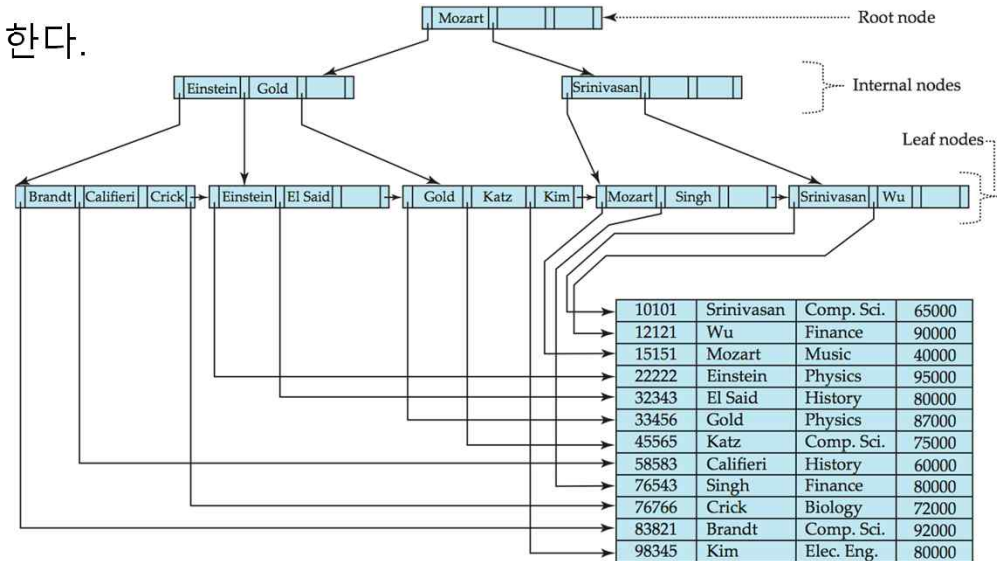 한다.
Mozart
Root node
Einstein Gold
Srinivasan
Internal nodes
Leaf nodes
Brandt Califieri Crick Einstein El Said Gold Katz Kim Mozart Singh Srinivasan Wu
10101 Srinivasan Comp. Sci. 65000
12121 Wu Finance 90000
15151 Mozart Music 40000
22222 Einstein Physics 95000
32343 El Said History 80000
33456 Gold Physics 87000
45565 Katz Comp. Sci. 75000
58583 Califieri History 60000
76543 Singh Finance 80000
76766 Crick Biology 72000
83821 Brandt Comp. Sci. 92000
98345 Kim Elec. Eng. 80000